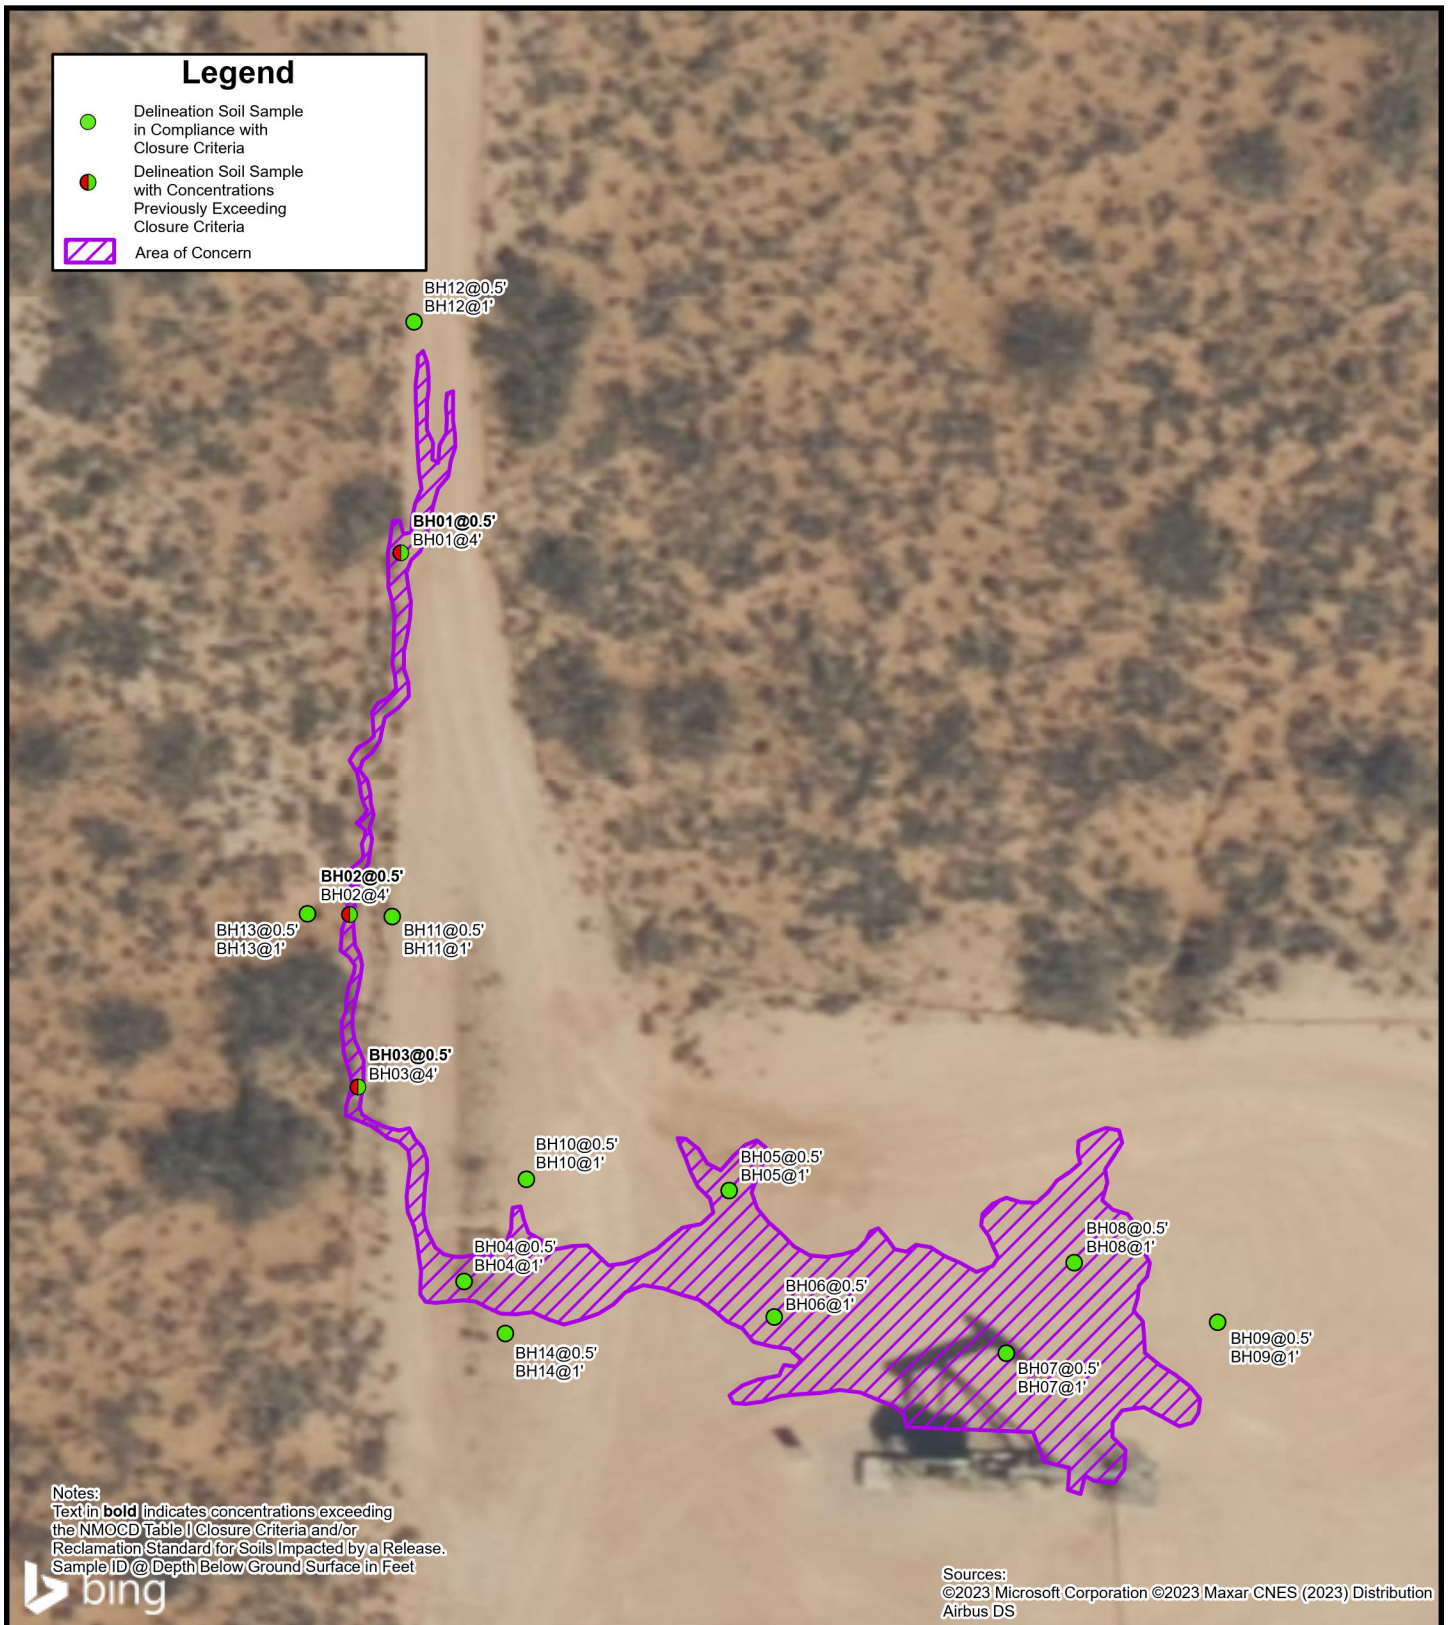 Legend
Delineation Soil Sample
in Compliance with
Closure Criteria
Delineation Soil Sample
with Concentrations
Previously Exceeding
Closure Criteria
Area of Concern
BH12@0.5'
BH12@1'
BH01@0.5'
BH01@4'
BH02@0.5'
BH02@4'
BH13@0.5'
BH13@1'
BH11@0.5'
BH11@1'
BH03@0.5'
BH03@4'
BH10@0.5'
BH10@1'
BH05@0.5'
BH05@1'
BH04@0.5'
BH04@1'
BH08@0.5'
BH08@1'
BH06@0.5'
BH06@1'
BH09@0.5'
BH09@1'
BH14@0.5'
BH14@1'
BH07@0.5'
BH07@1'
Notes:
Text in bold indicates concentrations exceeding
the NMOCD Table I Closure Criteria and/or
Reclamation Standard for Soils Impacted by a Release.
Sample ID @ Depth Below Ground Surface in Feet
bing
Sources:
©2023 Microsoft Corporation ©2023 Maxar CNES (2023) Distribution
Airbus DS